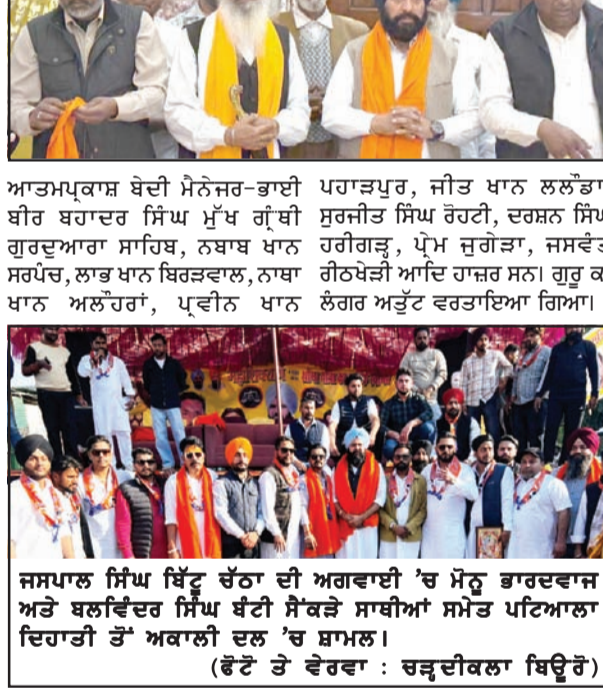 ਆਤਮਪ੍ਰਕਾਸ਼ ਬੇਦੀ ਮੈਨੇਜਰ-ਭਾਈ
ਬੀਰ ਬਹਾਦਰ ਸਿੰਘ ਮੁੱਖ ਗ੍ਰੰਥੀ
ਗੁਰਦੁਆਰਾ ਸਾਹਿਬ, ਨਬਾਬ ਖਾਨ
ਸਰਪੰਚ, ਲਾਭ ਖਾਨ ਬਿਰੜਵਾਲ, ਨਾਥਾ
ਖਾਨ ਅਲੌਹਰਾਂ, ਪ੍ਰਵੀਨ ਖਾਨ
ਪਹਾੜਪੁਰ, ਜੀਤ ਖਾਨ ਲਲੌਡਾ
ਸੁਰਜੀਤ ਸਿੰਘ ਰੋਹਟੀ, ਦਰਸ਼ਨ ਸਿੰਘ
ਹਰੀਗੜ੍ਹ, ਪ੍ਰੇਮ ਜੁਗੇੜਾ, ਜਸਵੰਤ
ਰੀਠਖੇੜੀ ਆਦਿ ਹਾਜ਼ਰ ਸਨ। ਗੁਰੂ ਕ
ਲੰਗਰ ਅਤੁੱਟ ਵਰਤਾਇਆ ਗਿਆ।
ਜਸਪਾਲ ਸਿੰਘ ਬਿੱਟੂ ਚੱਠਾ ਦੀ ਅਗਵਾਈ 'ਚ ਮੋਨੂ ਭਾਰਦਵਾਜ
ਅਤੇ ਬਲਵਿੰਦਰ ਸਿੰਘ ਬੰਟੀ ਸੈਂਕੜੇ ਸਾਥੀਆਂ ਸਮੇਤ ਪਟਿਆਲਾ
ਦਿਹਾਤੀ ਤੋਂ ਅਕਾਲੀ ਦਲ 'ਚ ਸ਼ਾਮਲ।
(ਫੋਟੋ ਤੇ ਵੇਰਵਾ : ਚੜ੍ਹਦੀਕਲਾ ਬਿਊਰੋ)